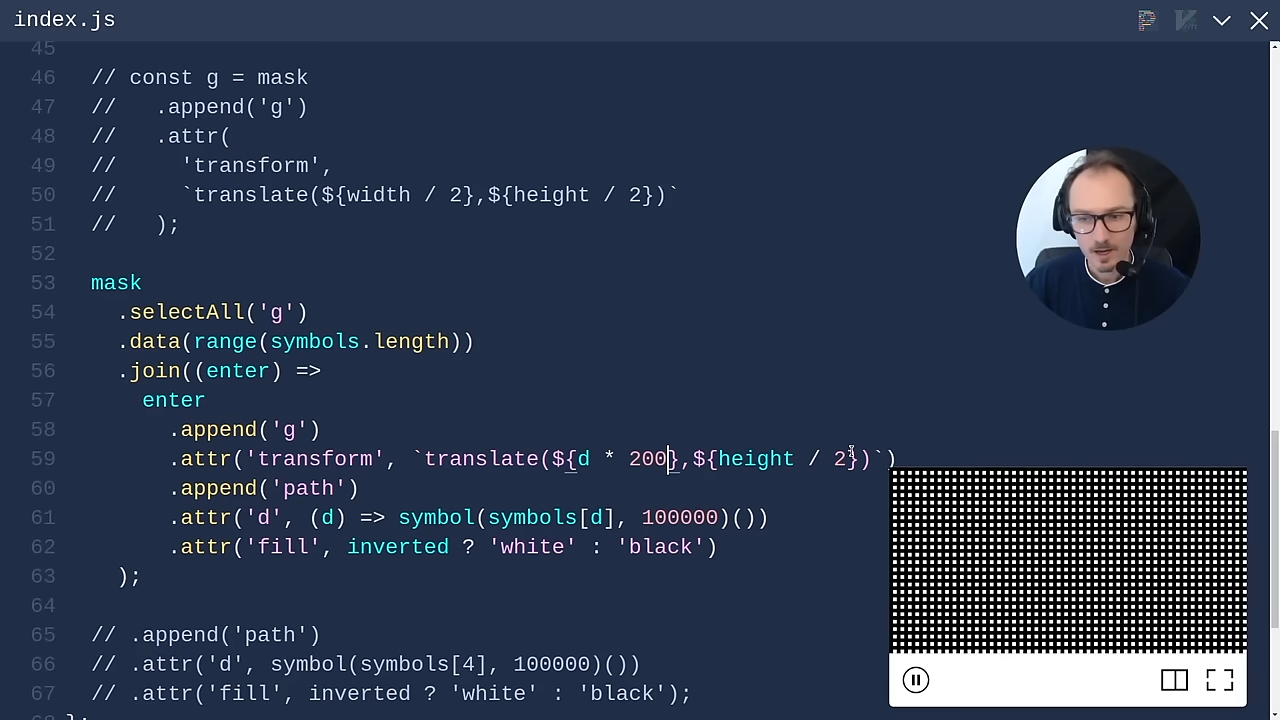 index.js
45
46 // const g = mask
47 //   .append('g')
48 //   .attr(
49 //     'transform',
50 //     `translate(${width / 2},${height / 2})`
51 //   );
52
53 mask
54   .selectAll('g')
55   .data(range(symbols.length))
56   .join((enter) =>
57     enter
58       .append('g')
59       .attr('transform', `translate(${d * 200},${height / 2})`)
60       .append('path')
61       .attr('d', (d) => symbol(symbols[d], 100000)())
62       .attr('fill', inverted ? 'white' : 'black')
63   );
64
65 // .append('path')
66 // .attr('d', symbol(symbols[4], 100000)())
67 // .attr('fill', inverted ? 'white' : 'black');
68 };